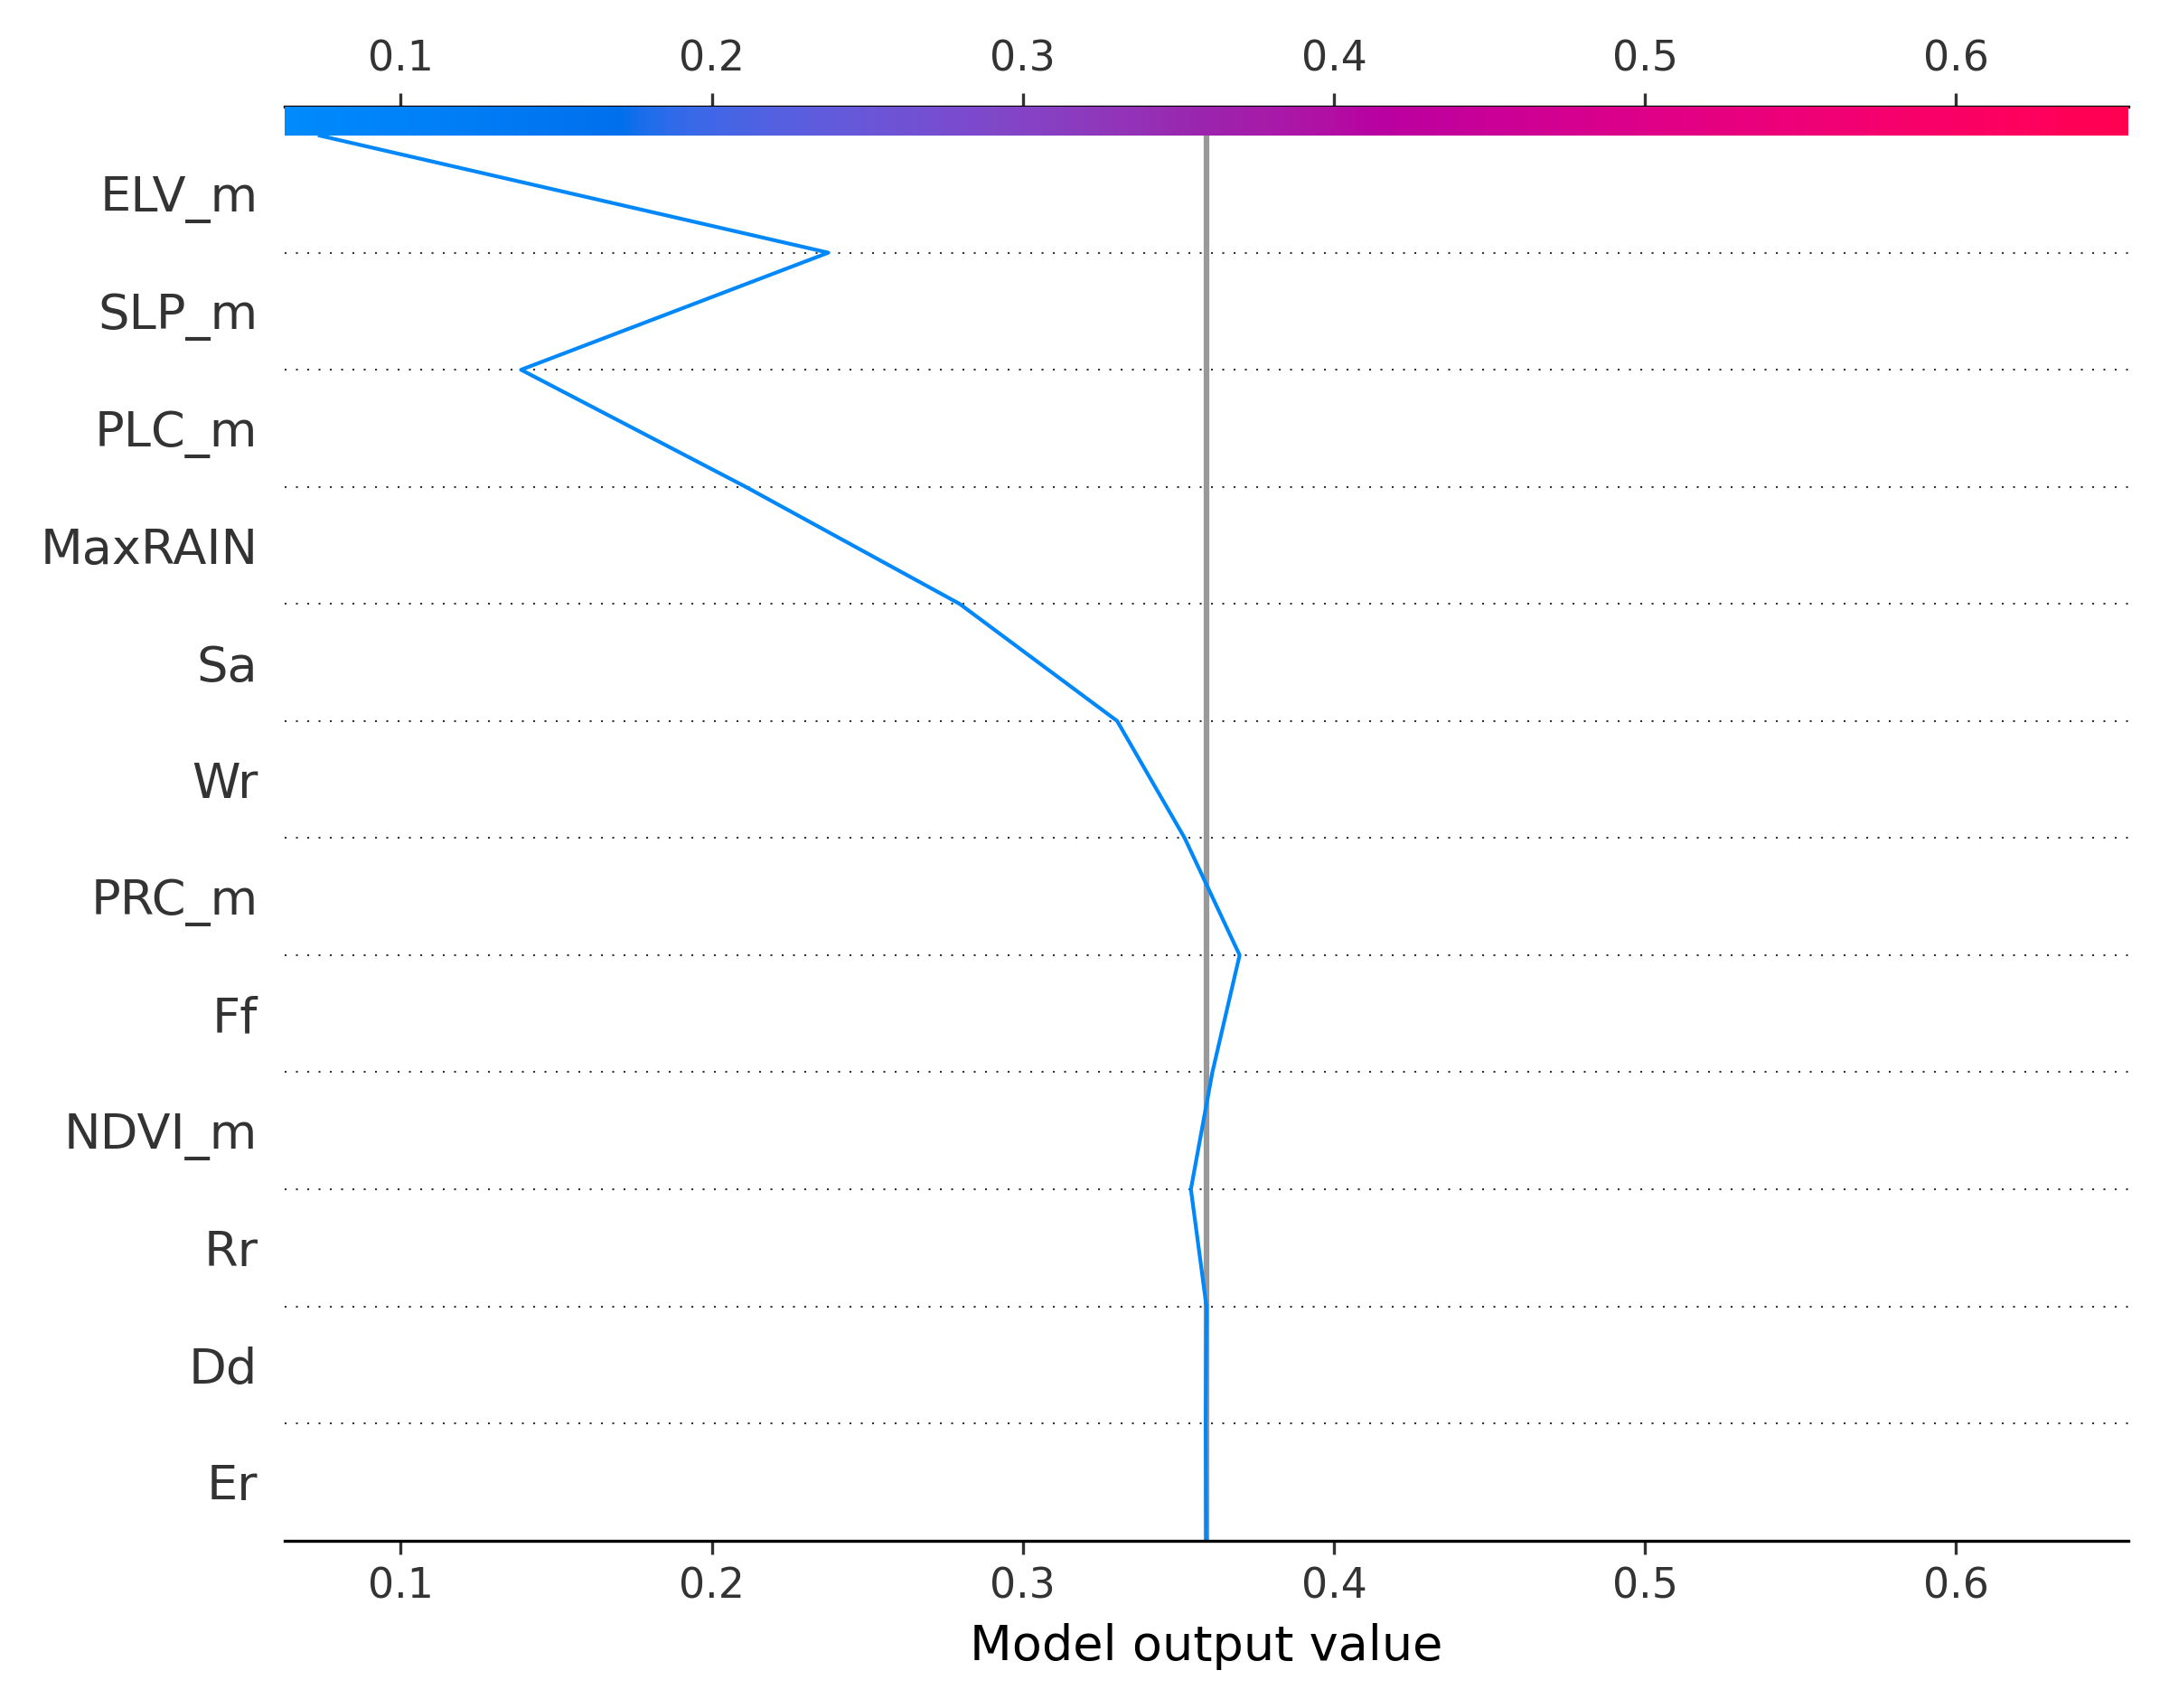 0.1 0.2 0.3 0.4 0.5 0.6
ELV_m
SLP_m
PLC_m
MaxRAIN
Sa
Wr
PRC_m
Ff
NDVI_m
Rr
Dd
Er
0.1 0.2 0.3 0.4 0.5 0.6
Model output value